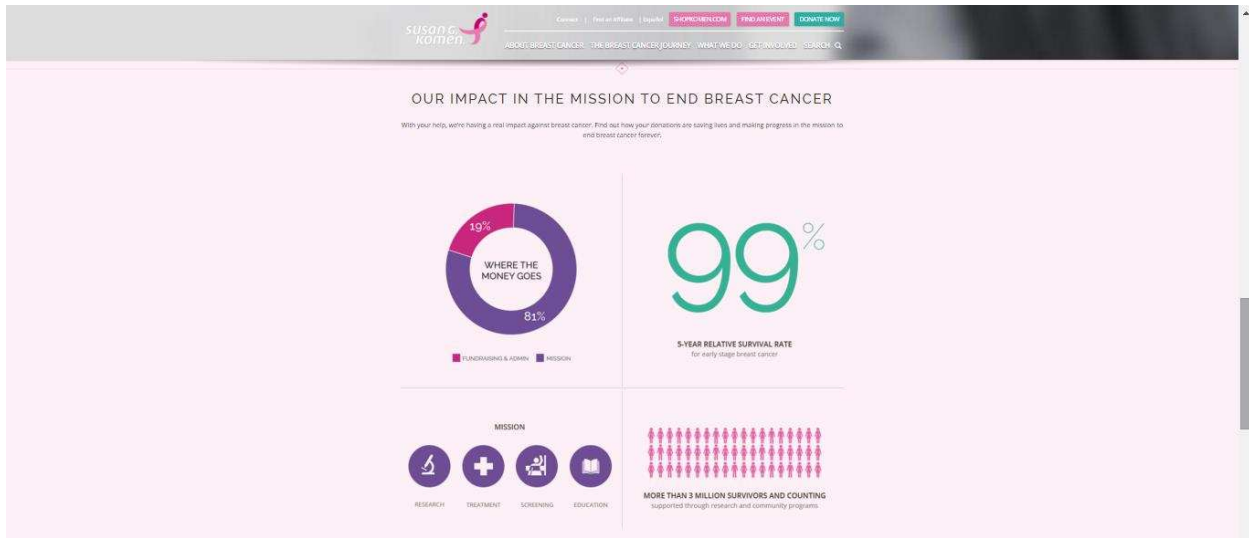 susan g.
komen.
Connect | Find an Affiliate | Español SHOPKOMEN.COM FIND AN EVENT DONATE NOW
ABOUT BREAST CANCER THE BREAST CANCER JOURNEY WHAT WE DO GET INVOLVED SEARCH
OUR IMPACT IN THE MISSION TO END BREAST CANCER
With your help, we're having a real impact against breast cancer. Find out how your donations are saving lives and making progress in the mission to
end breast cancer forever.
19%
WHERE THE
MONEY GOES
81%
FUNDRAISING & ADMIN MISSION
99%
5-YEAR RELATIVE SURVIVAL RATE
for early stage breast cancer
MISSION
RESEARCH TREATMENT SCREENING EDUCATION
MORE THAN 3 MILLION SURVIVORS AND COUNTING
supported through research and community programs